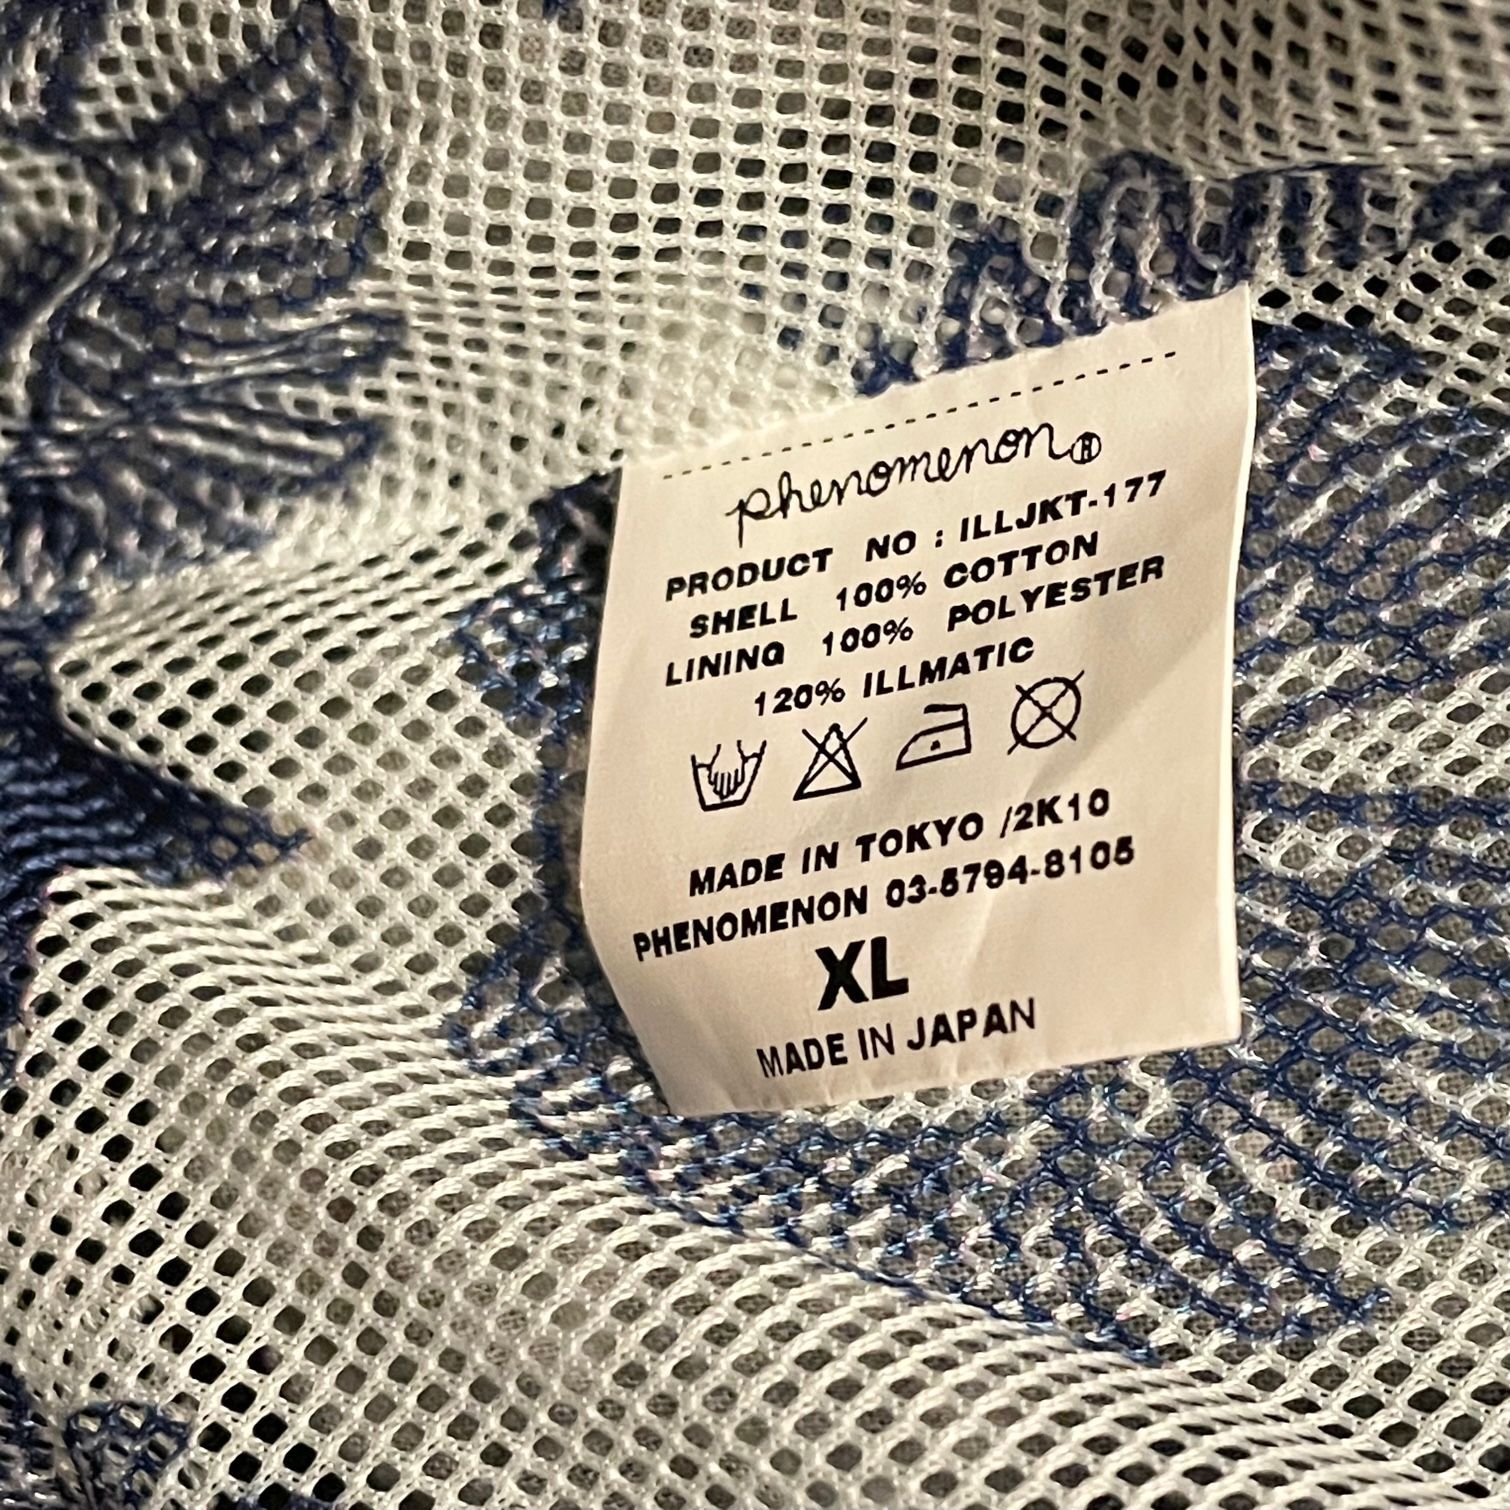 phenomenon®
PRODUCT NO : ILLJKT-177
SHELL 100% COTTON
LINING 100% POLYESTER
120% ILLMATIC
MADE IN TOKYO /2K10
PHENOMENON 03-5794-8105
XL
MADE IN JAPAN